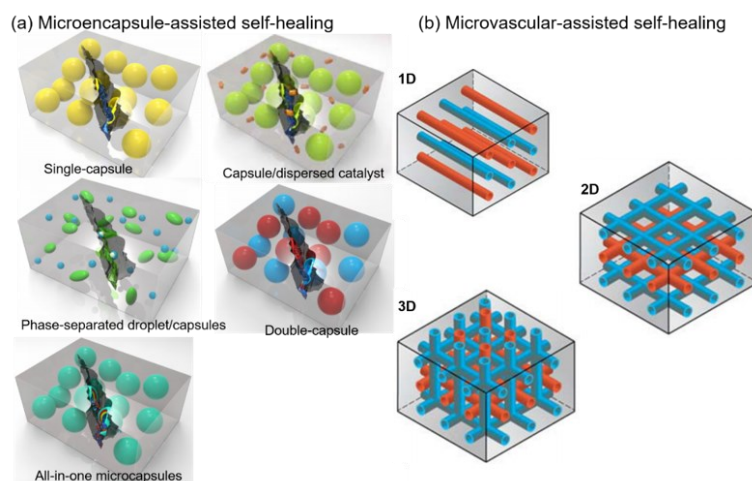 (a) Microencapsule-assisted self-healing
(b) Microvascular-assisted self-healing
Single-capsule
Capsule/dispersed catalyst
Phase-separated droplet/capsules
Double-capsule
All-in-one microcapsules
1D
2D
3D